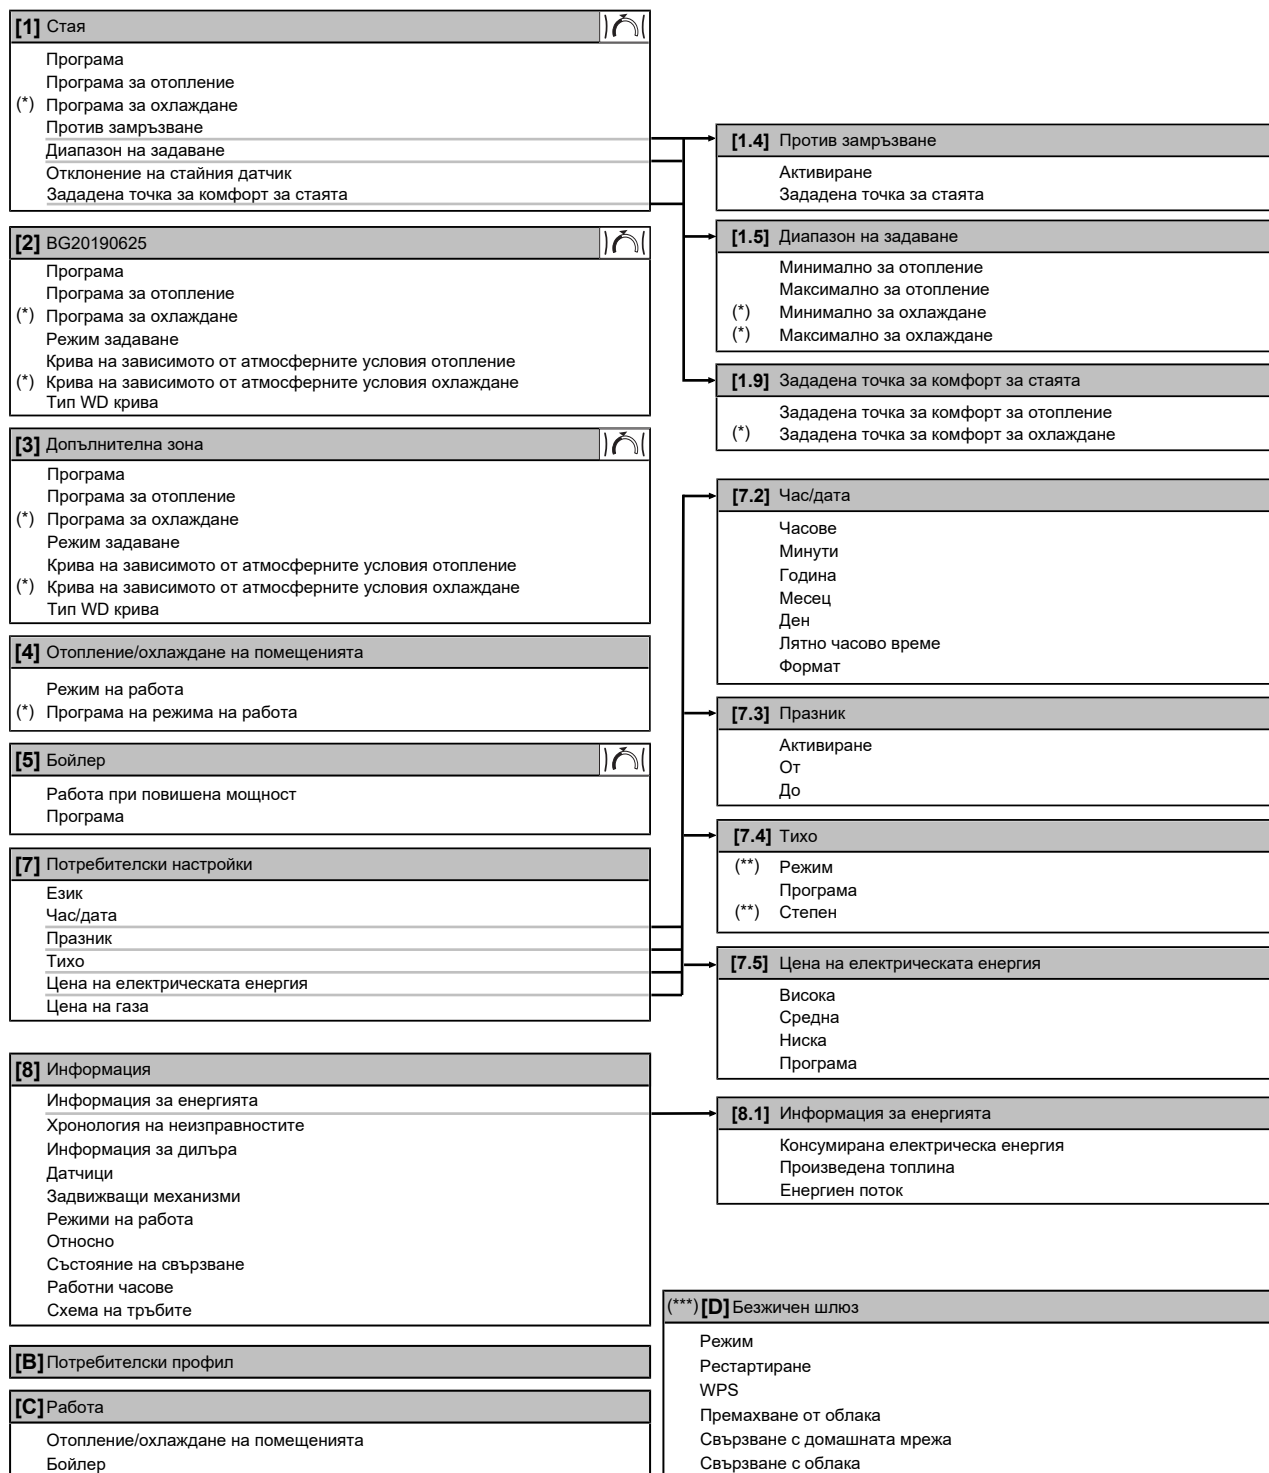 [1] Стая
Програма
Програма за отопление
(*) Програма за охлаждане
Против замръзване
Диапазон на задаване
Отклонение на стайния датчик
Зададена точка за комфорт за стаята
[2] BG20190625
Програма
Програма за отопление
(*) Програма за охлаждане
Режим задаване
Крива на зависимото от атмосферните условия отопление
(*) Крива на зависимото от атмосферните условия охлаждане
Тип WD крива
[3] Допълнителна зона
Програма
Програма за отопление
(*) Програма за охлаждане
Режим задаване
Крива на зависимото от атмосферните условия отопление
(*) Крива на зависимото от атмосферните условия охлаждане
Тип WD крива
[4] Отопление/охлаждане на помещенията
Режим на работа
(*) Програма на режима на работа
[5] Бойлер
Работа при повишена мощност
Програма
[7] Потребителски настройки
Език
Час/дата
Празник
Тихо
Цена на електрическата енергия
Цена на газа
[8] Информация
Информация за енергията
Хронология на неизправностите
Информация за дилъра
Датчици
Задвижващи механизми
Режими на работа
Относно
Състояние на свързване
Работни часове
Схема на тръбите
[B] Потребителски профил
[C] Работа
Отопление/охлаждане на помещенията
Бойлер
[1.4] Против замръзване
Активиране
Зададена точка за стаята
[1.5] Диапазон на задаване
Минимално за отопление
Максимално за отопление
(*) Минимално за охлаждане
(*) Максимално за охлаждане
[1.9] Зададена точка за комфорт за стаята
Зададена точка за комфорт за отопление
(*) Зададена точка за комфорт за охлаждане
[7.2] Час/дата
Часове
Минути
Година
Месец
Ден
Лятно часово време
Формат
[7.3] Празник
Активиране
От
До
[7.4] Тихо
(**) Режим
Програма
(**) Степен
[7.5] Цена на електрическата енергия
Висока
Средна
Ниска
Програма
[8.1] Информация за енергията
Консумирана електрическа енергия
Произведена топлина
Енергиен поток
(***) [D] Безжичен шлюз
Режим
Рестартиране
WPS
Премахване от облака
Свързване с домашната мрежа
Свързване с облака